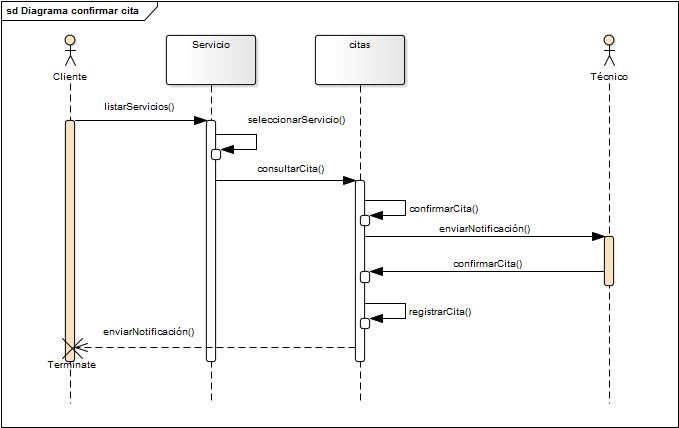 sd Diagrama confirmar cita
Cliente
Servicio
citas
Técnico
listarServicios()
seleccionarServicio()
consultarCita()
confirmarCita()
enviarNotificación()
confirmarCita()
registrarCita()
enviarNotificación()
Terminate